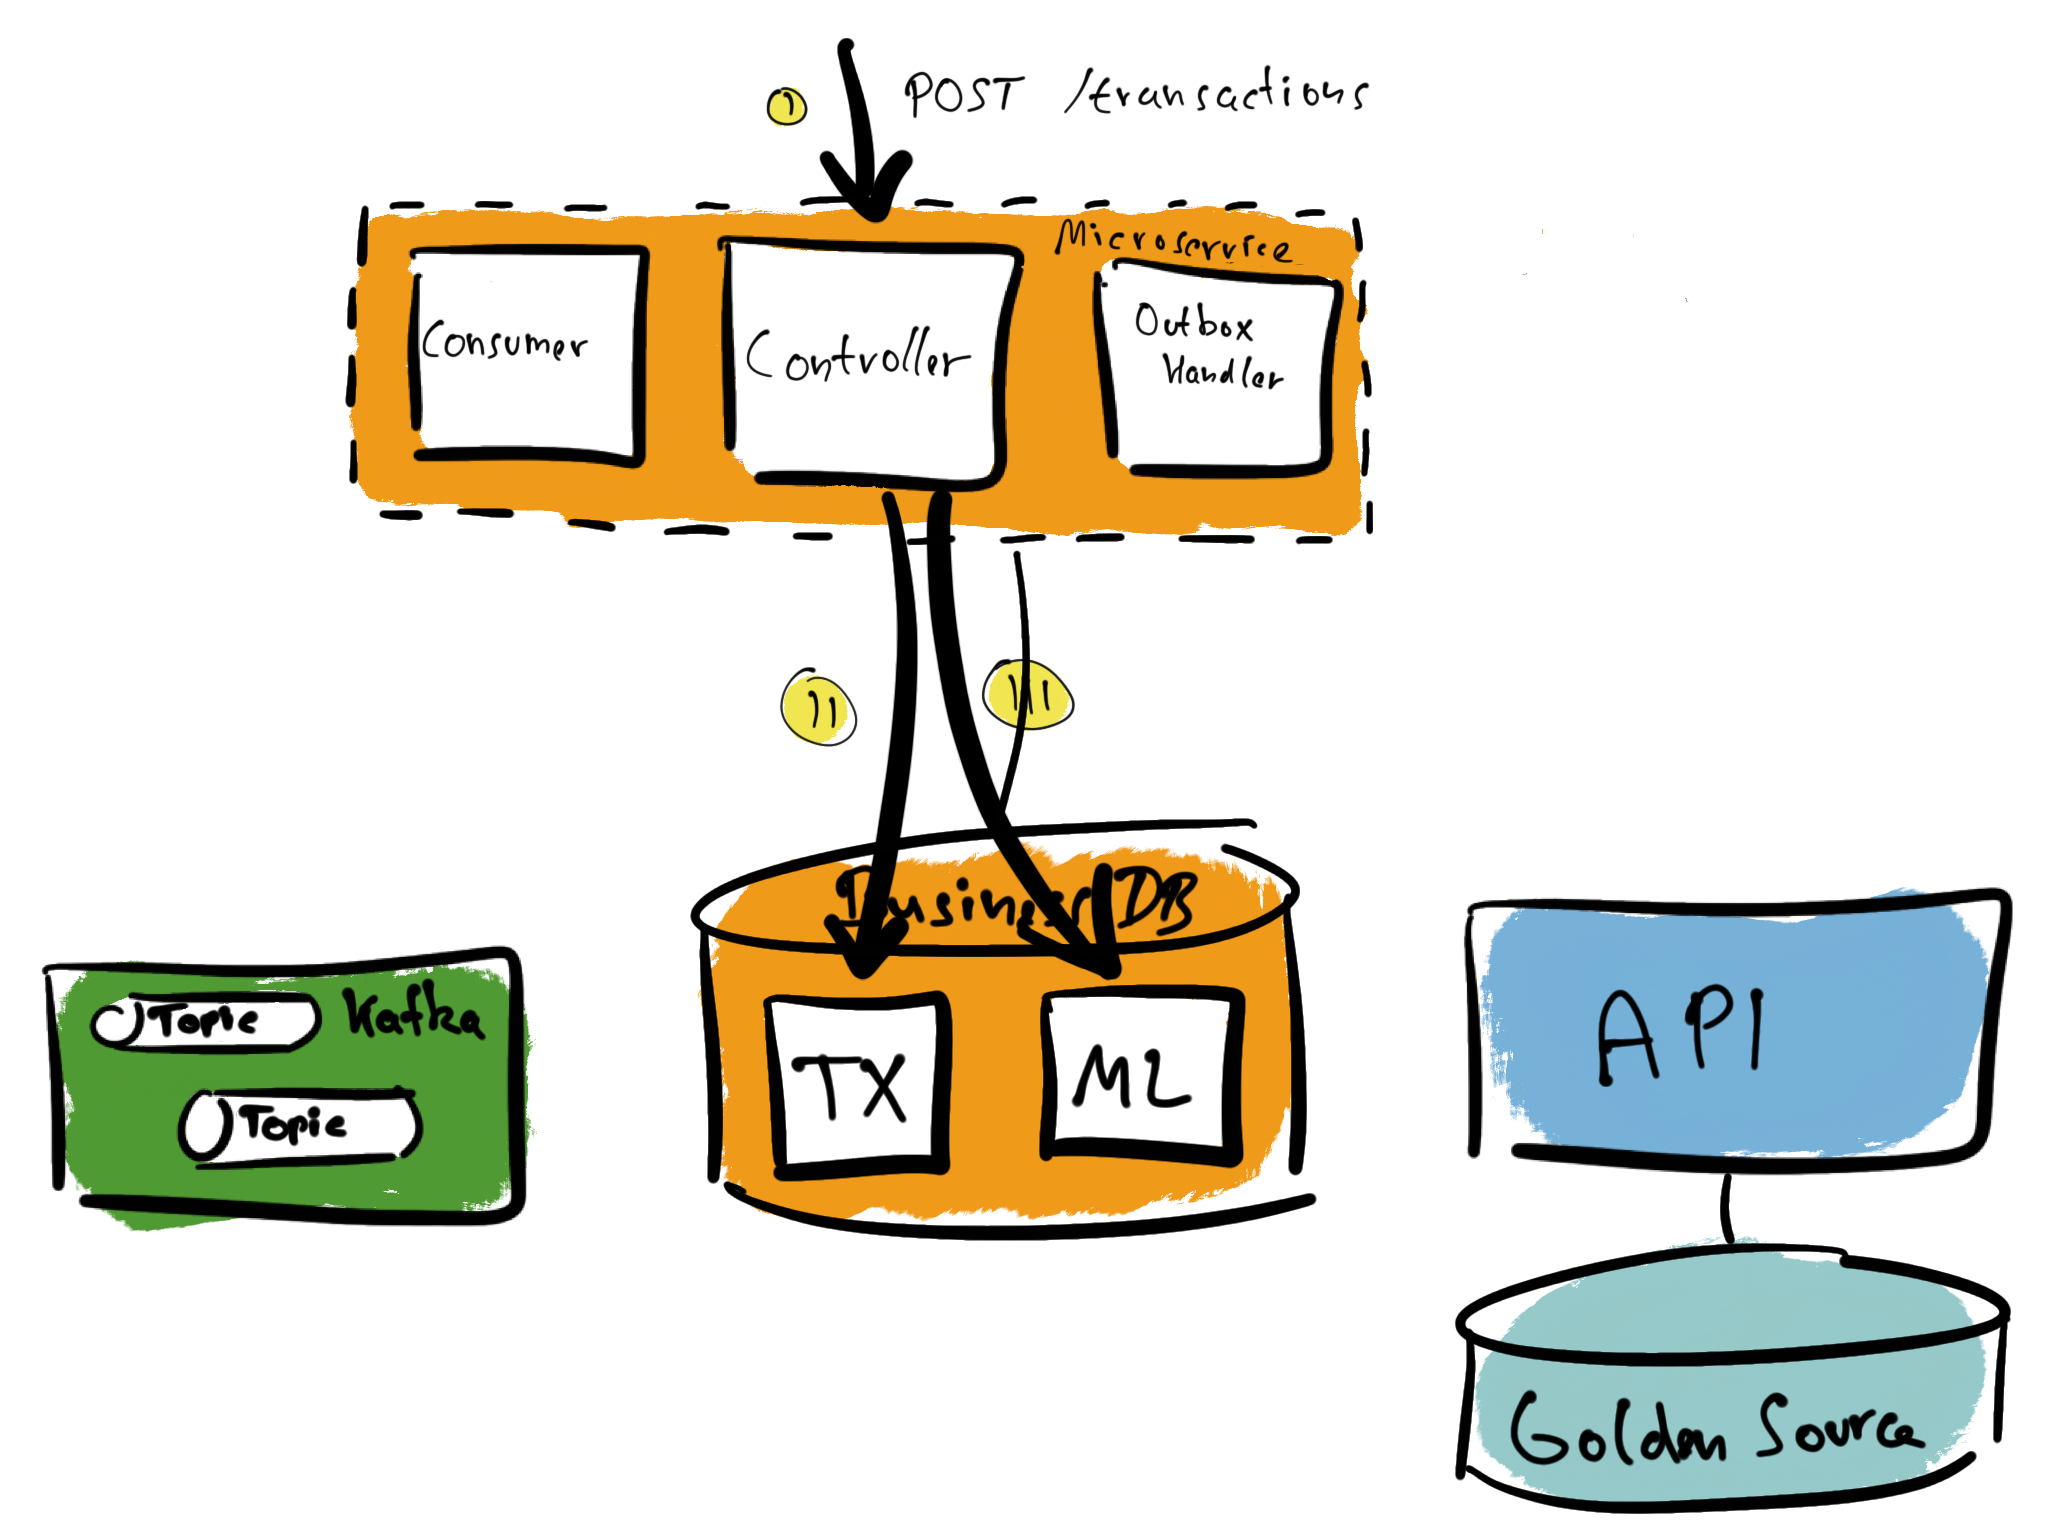 I
POST /transactions
Microservice
Consumer
Controller
Outbox
Handler
II
III
Business DB
Topic
Kafka
Topic
TX
ML
API
Golden Source